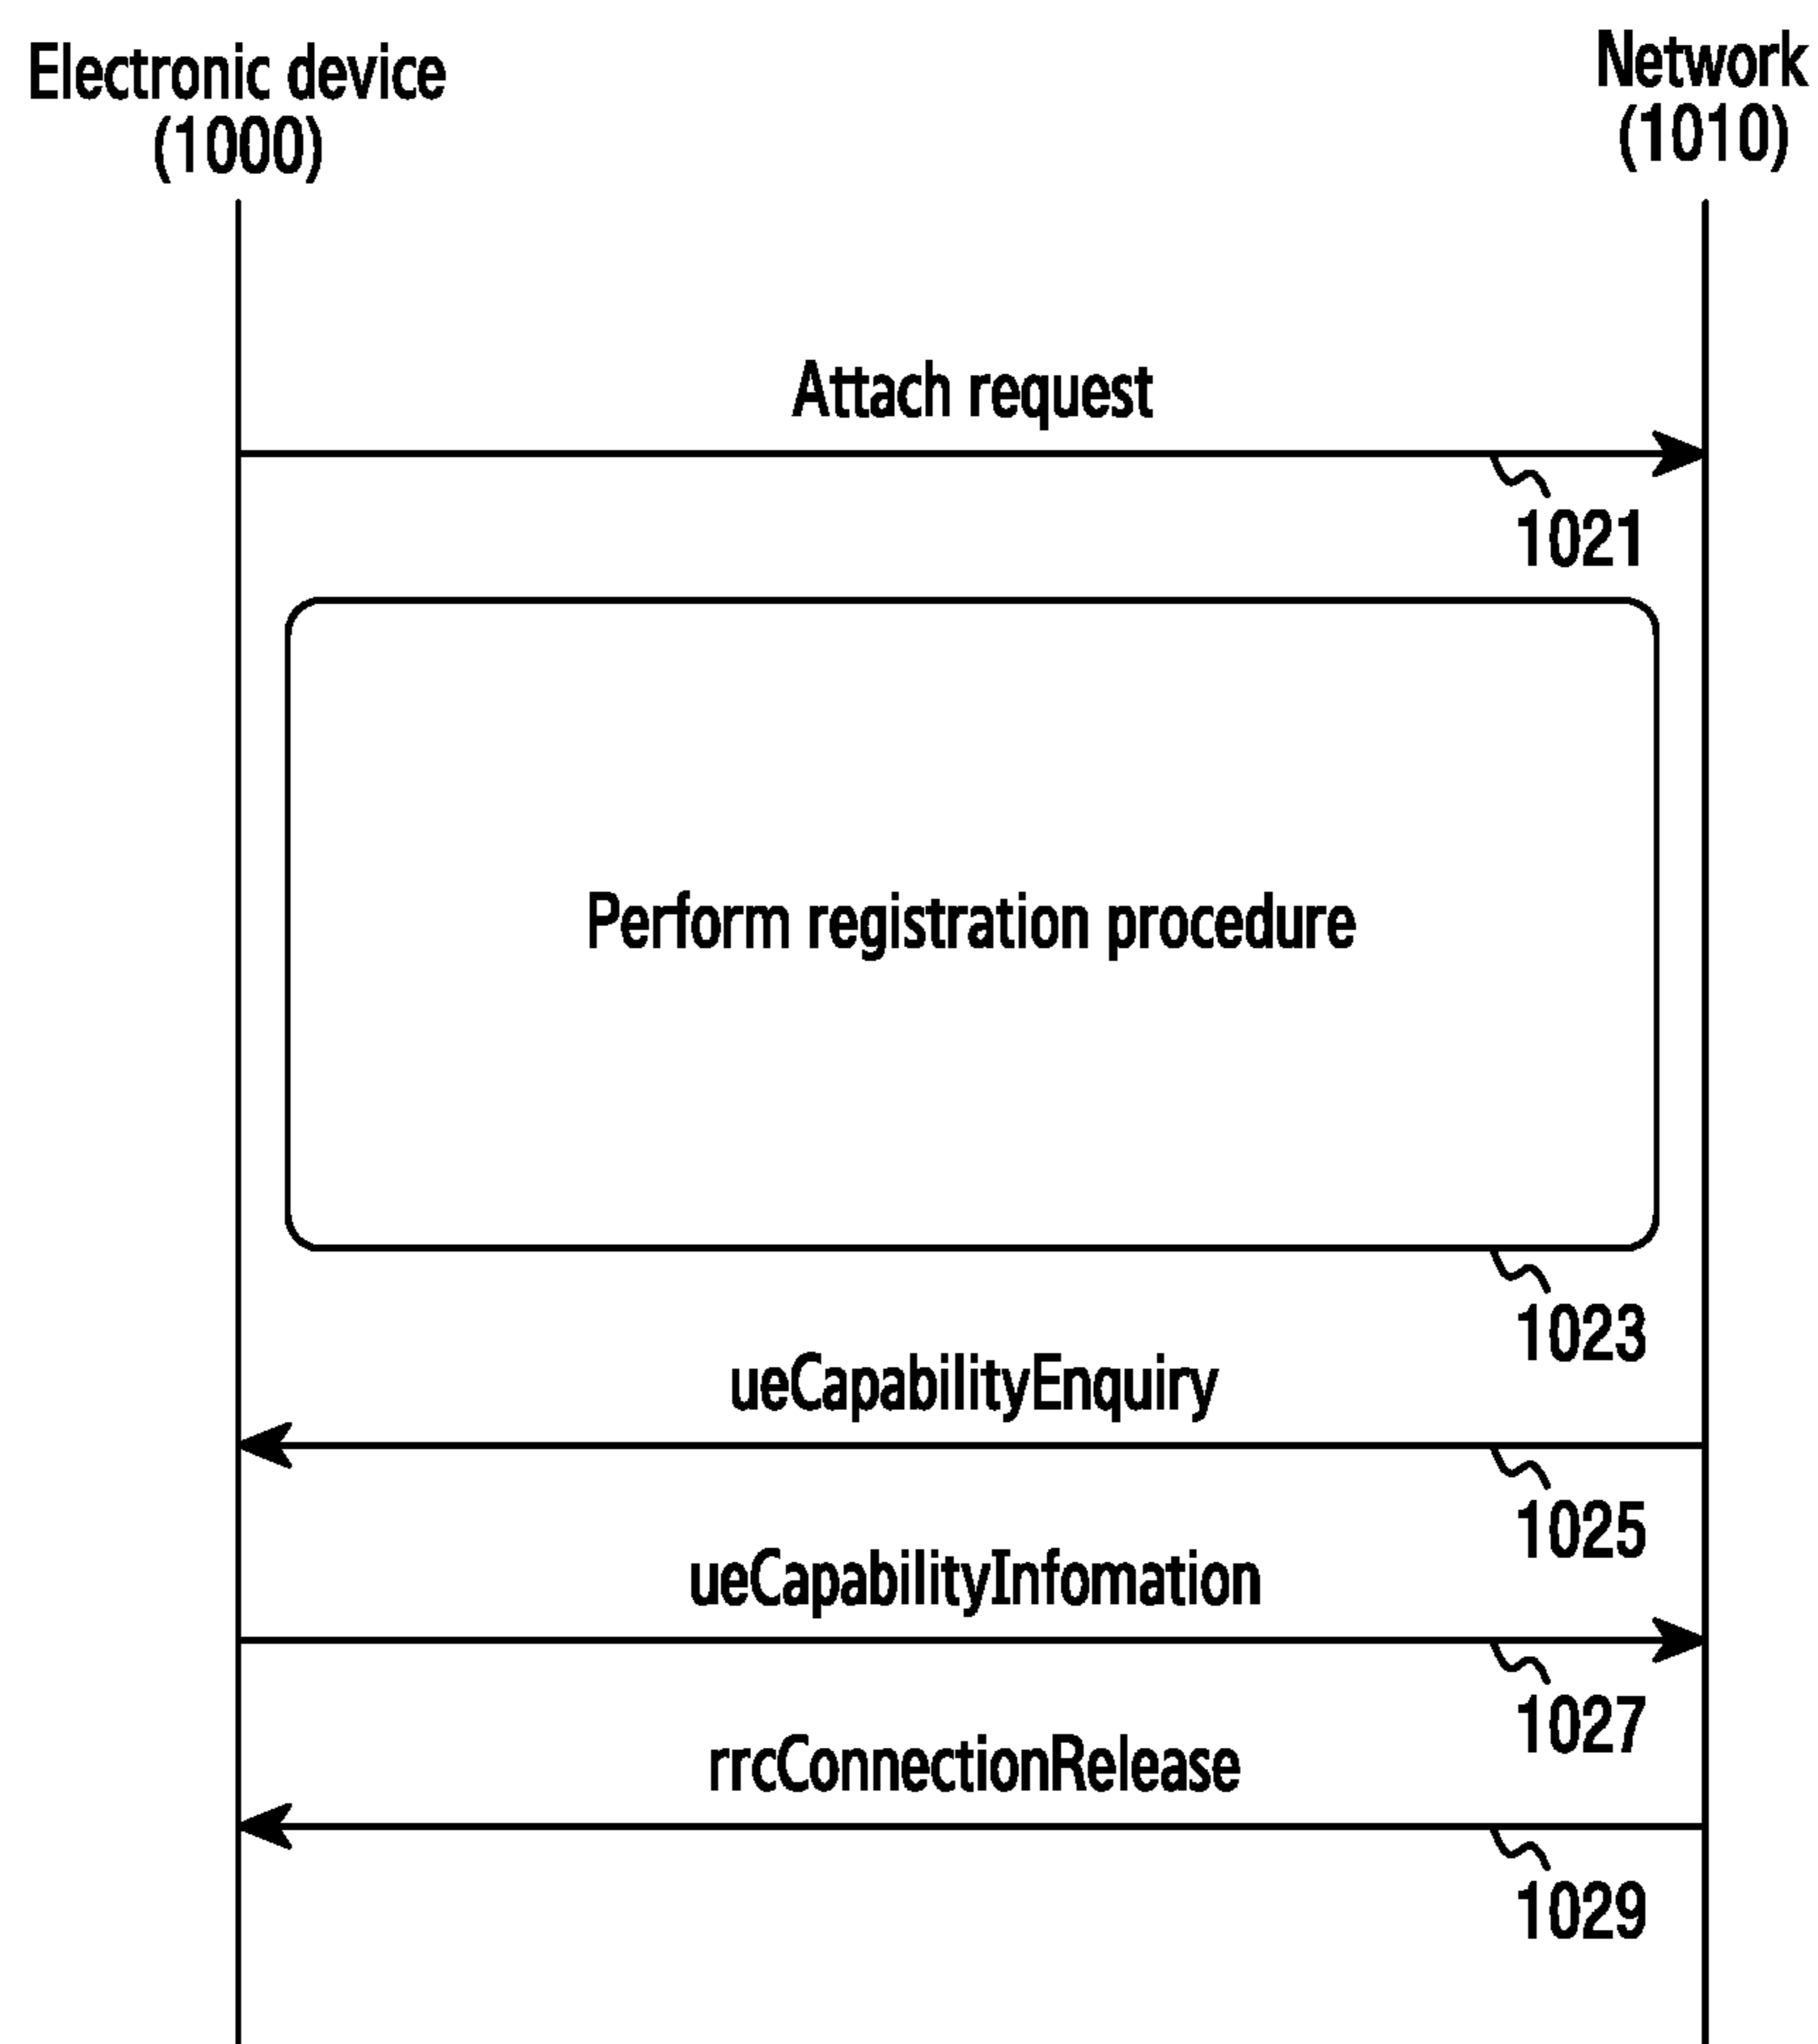 Electronic device
(1000)
Network
(1010)
Attach request
1021
Perform registration procedure
1023
ueCapabilityEnquiry
1025
ueCapabilityInfomation
1027
rrcConnectionRelease
1029